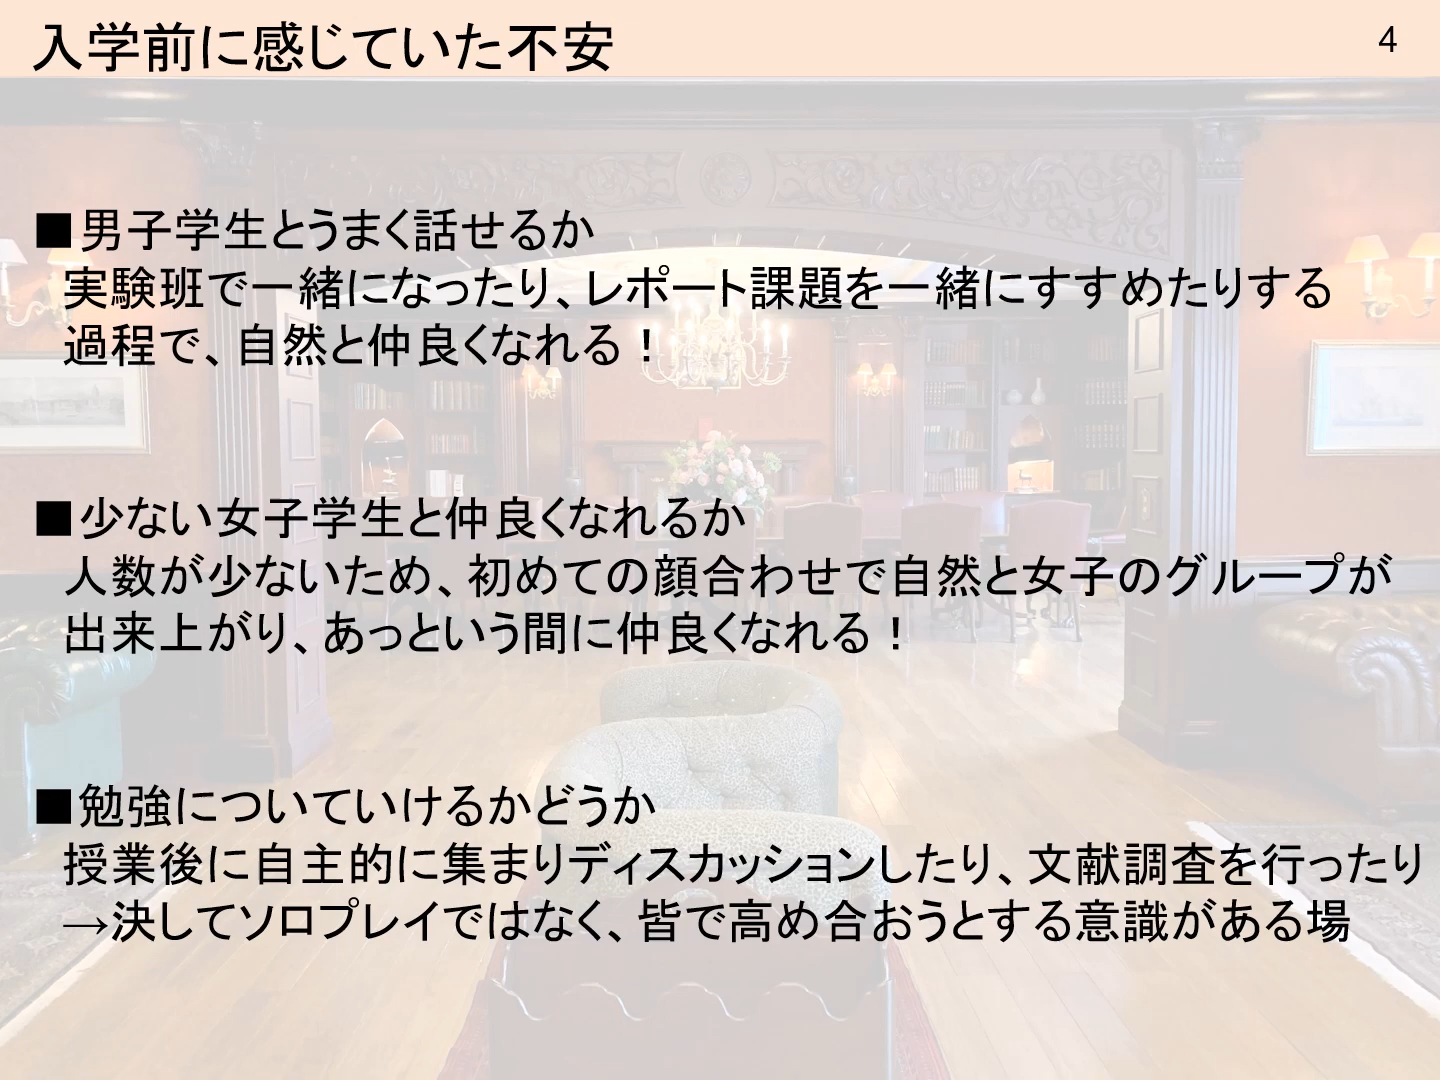 入学前に感じていた不安
4
■男子学生とうまく話せるか
実験班で一緒になったり、レポート課題を一緒にすすめたりする
過程で、自然と仲良くなれる！
■少ない女子学生と仲良くなれるか
人数が少ないため、初めての顔合わせで自然と女子のグループが
出来上がり、あっという間に仲良くなれる！
■勉強についていけるかどうか
授業後に自主的に集まりディスカッションしたり、文献調査を行ったり
→決してソロプレイではなく、皆で高め合おうとする意識がある場